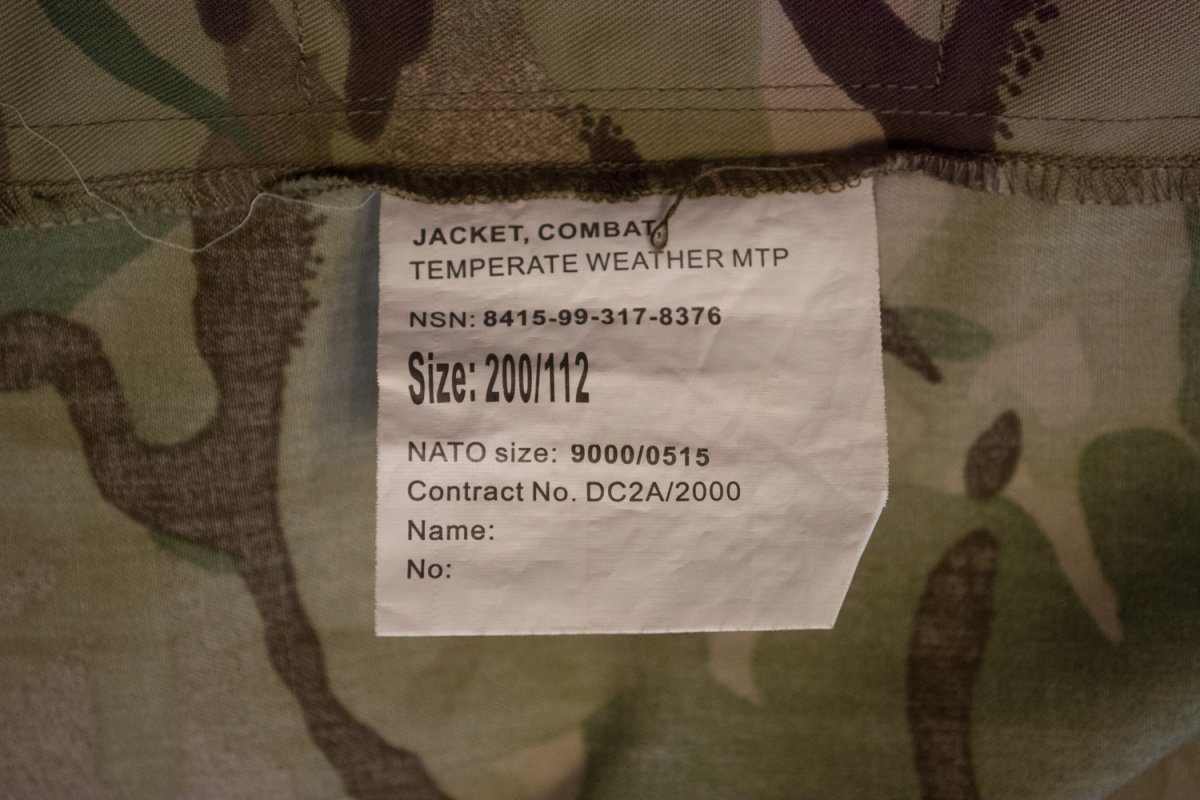 JACKET, COMBAT,
TEMPERATE WEATHER MTP
NSN: 8415-99-317-8376
Size: 200/112
NATO size: 9000/0515
Contract No. DC2A/2000
Name:
No: